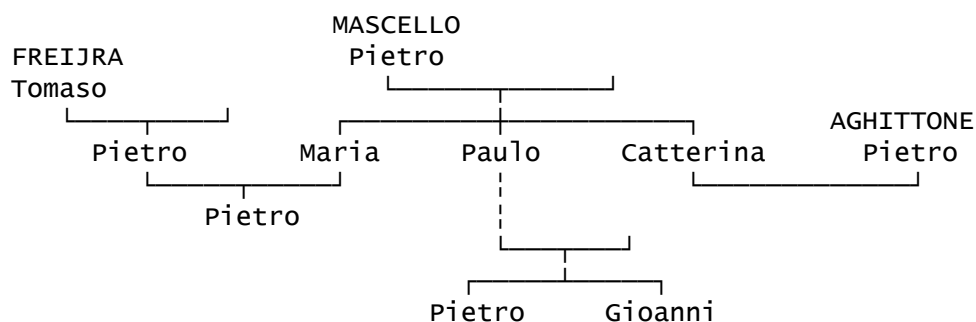 MASCELLO
FREIJRA Pietro
Tomaso
AGHITTONE
Pietro Maria Paulo Catterina Pietro
Pietro
Pietro Gioanni